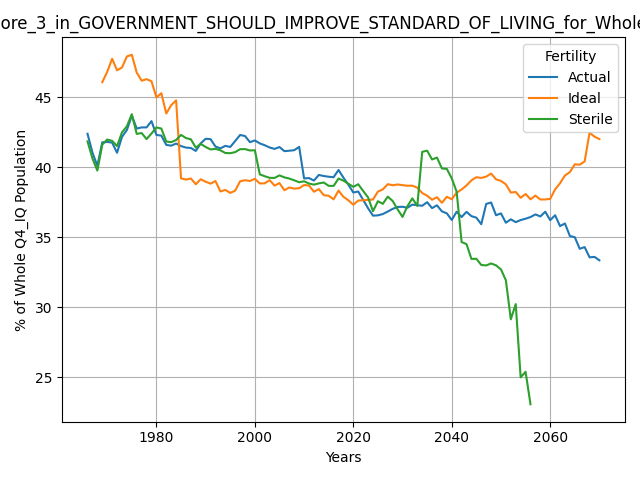 ore_3_in_GOVERNMENT_SHOULD_IMPROVE_STANDARD_OF_LIVING_for_Whole
Fertility
Actual
Ideal
Sterile
% of Whole Q4_IQ Population
45
40
35
30
25
1980
2000
2020
2040
2060
Years